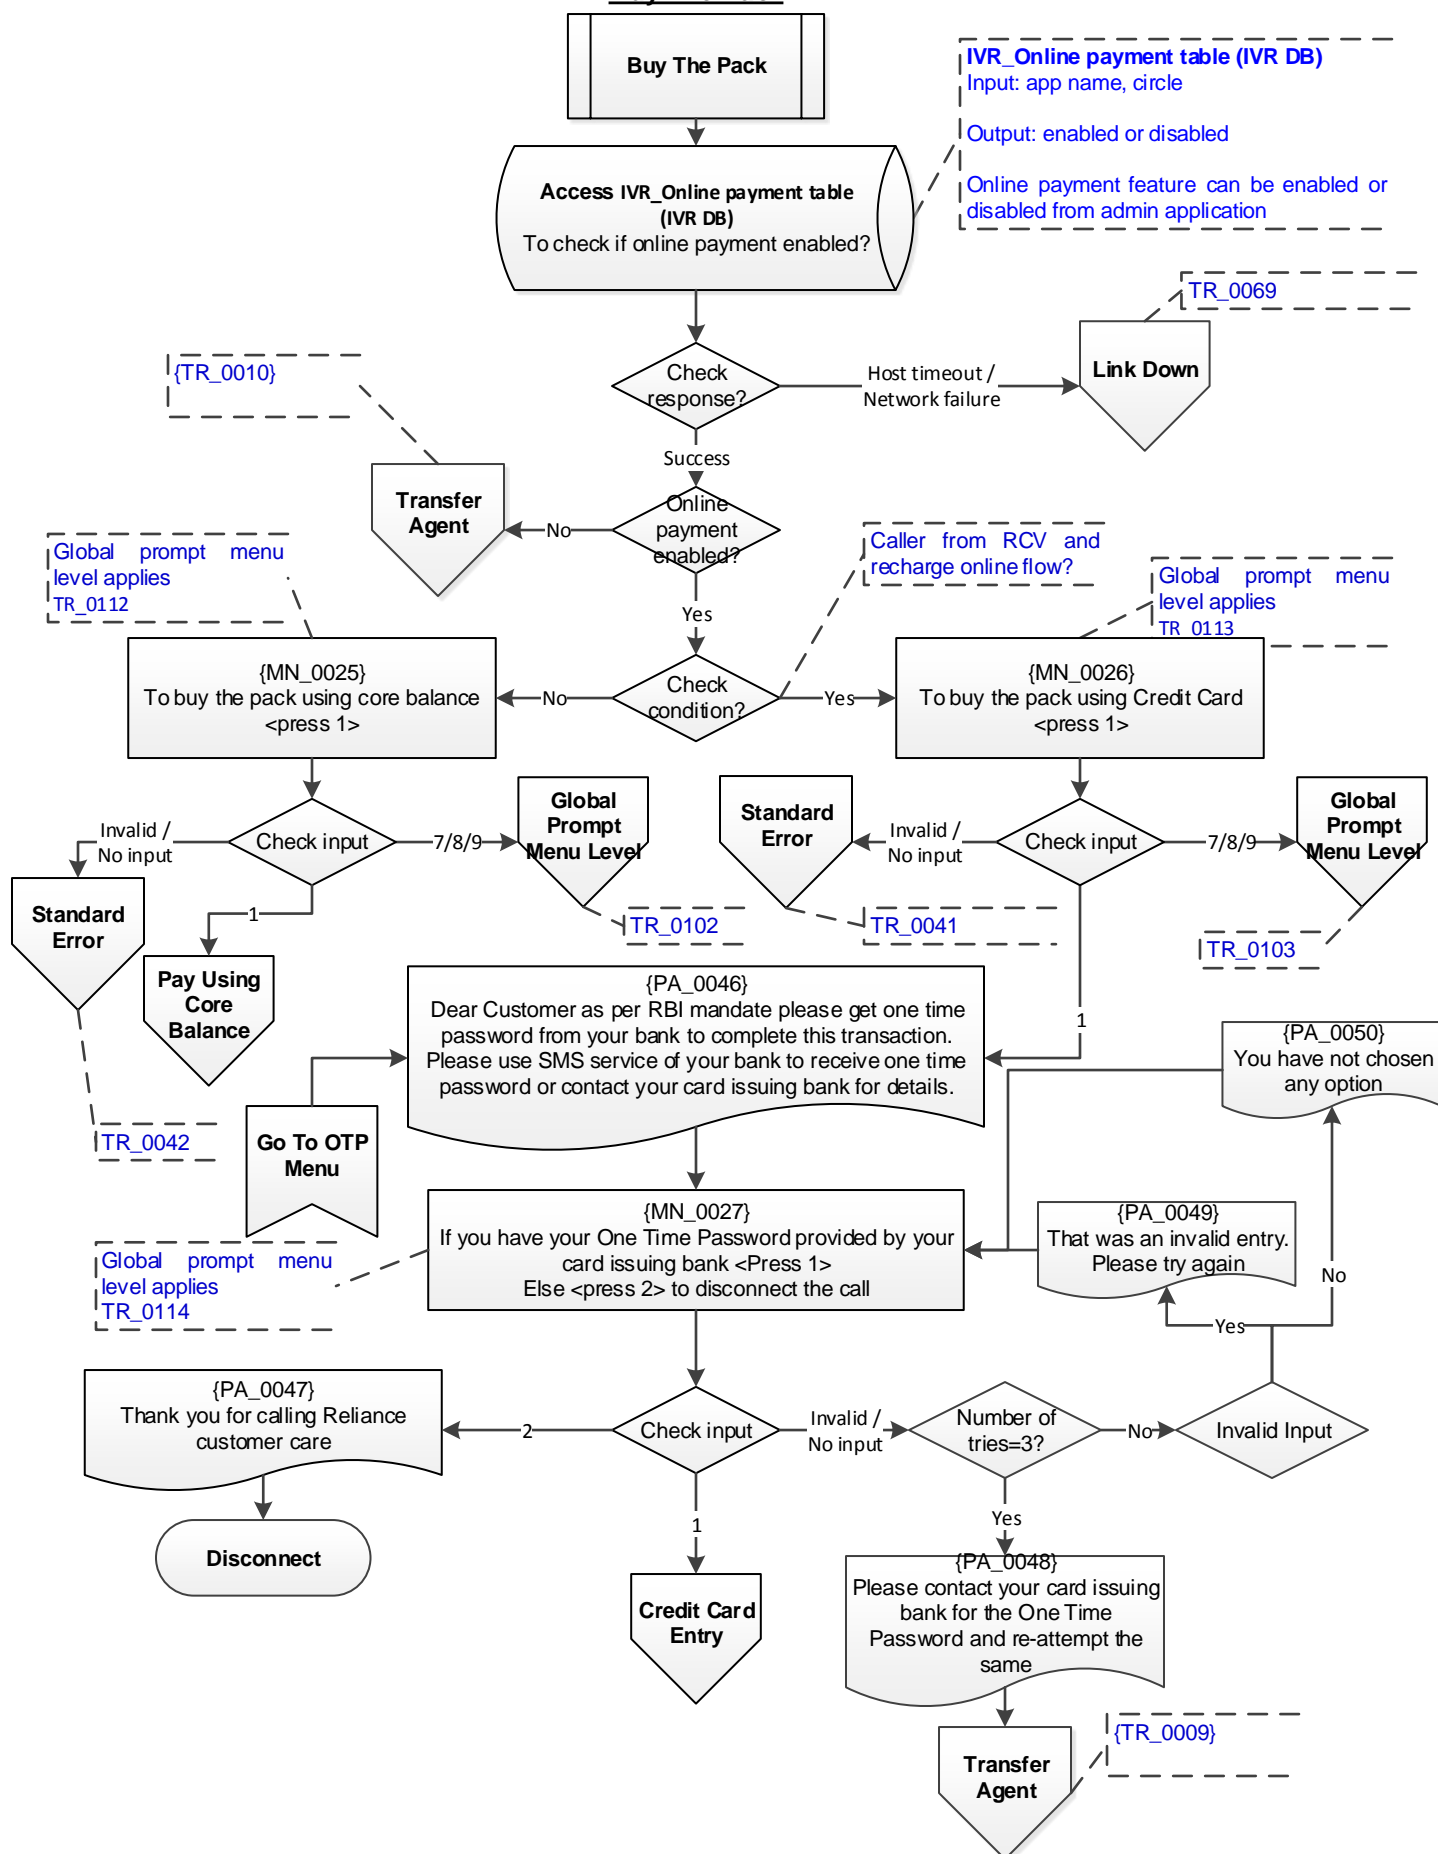 Buy The Pack
IVR_Online payment table (IVR DB)
Input: app name, circle
Output: enabled or disabled
Online payment feature can be enabled or
disabled from admin application
Access IVR_Online payment table
(IVR DB)
To check if online payment enabled?
TR_0069
Link Down
Check
response?
Host timeout /
Network failure
{TR_0010}
Success
Transfer
Agent
No
Online
payment
enabled?
Caller from RCV and
recharge online flow?
Global prompt menu
level applies
TR_0112
Global prompt menu
level applies
TR_0113
Yes
{MN_0025}
To buy the pack using core balance
<press 1>
No
Check
condition?
Yes
{MN_0026}
To buy the pack using Credit Card
<press 1>
Invalid /
No input
Check input
7/8/9
Global
Prompt
Menu Level
Standard
Error
Invalid /
No input
Check input
7/8/9
Global
Prompt
Menu Level
Standard
Error
1
TR_0102
TR_0041
TR_0103
Pay Using
Core
Balance
{PA_0046}
Dear Customer as per RBI mandate please get one time
password from your bank to complete this transaction.
Please use SMS service of your bank to receive one time
password or contact your card issuing bank for details.
1
{PA_0050}
You have not chosen
any option
TR_0042
Go To OTP
Menu
{MN_0027}
If you have your One Time Password provided by your
card issuing bank <Press 1>
Else <press 2> to disconnect the call
{PA_0049}
That was an invalid entry.
Please try again
No
Global prompt menu
level applies
TR_0114
Yes
{PA_0047}
Thank you for calling Reliance
customer care
2
Check input
Invalid /
No input
Number of
tries=3?
No
Invalid Input
Disconnect
1
Yes
Credit Card
Entry
{PA_0048}
Please contact your card issuing
bank for the One Time
Password and re-attempt the
same
{TR_0009}
Transfer
Agent